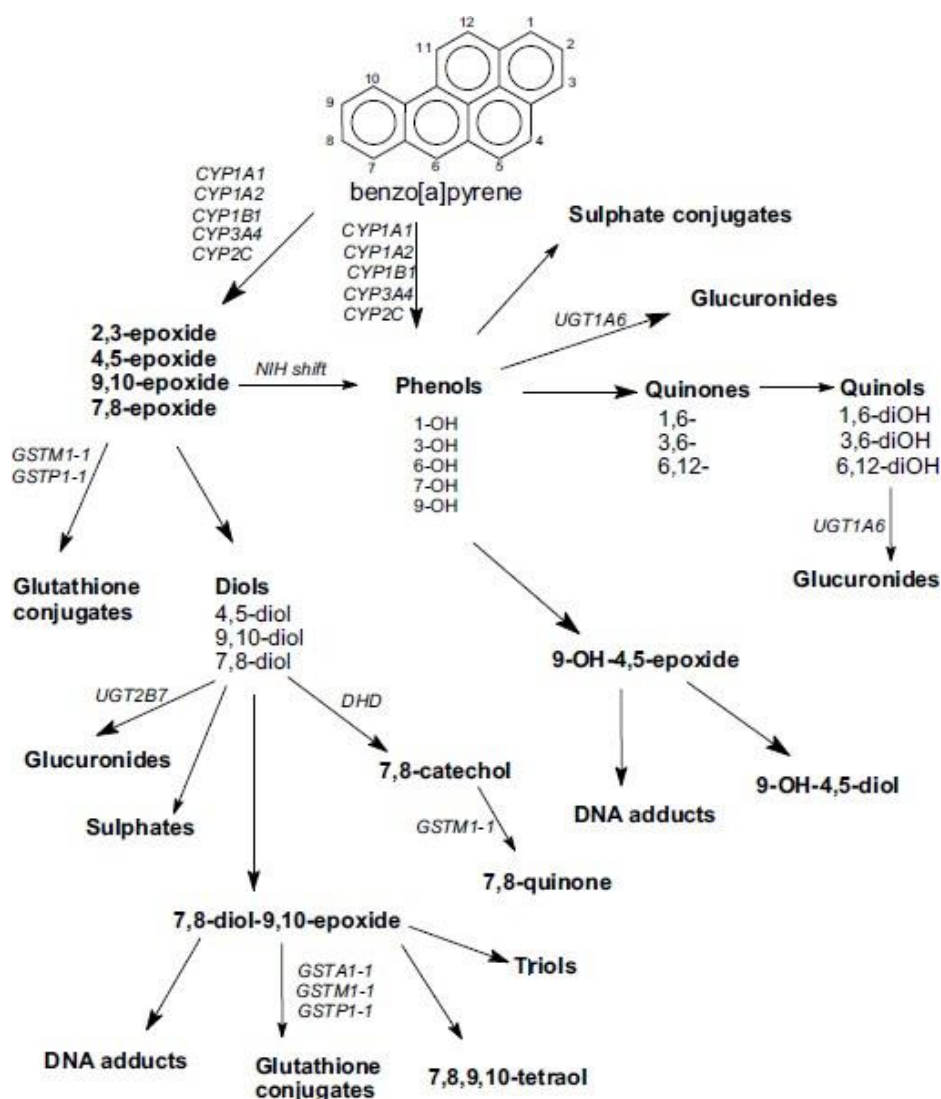 12
1
11
2
10
3
9
8
4
7
6
5
benzo[a]pyrene
CYP1A1
CYP1A2
CYP1B1
CYP3A4
CYP2C
CYP1A1
CYP1A2
CYP1B1
CYP3A4
CYP2C
Sulphate conjugates
UGT1A6
Glucuronides
2,3-epoxide
4,5-epoxide
9,10-epoxide
7,8-epoxide
NIH shift
Phenols
1-OH
3-OH
6-OH
7-OH
9-OH
Quinones
1,6-
3,6-
6,12-
Quinols
1,6-diOH
3,6-diOH
6,12-diOH
UGT1A6
Glucuronides
GSTM1-1
GSTP1-1
Glutathione
conjugates
Diols
4,5-diol
9,10-diol
7,8-diol
9-OH-4,5-epoxide
UGT2B7
DHD
Glucuronides
Sulphates
7,8-catechol
GSTM1-1
7,8-quinone
DNA adducts
9-OH-4,5-diol
7,8-diol-9,10-epoxide
GSTA1-1
GSTM1-1
GSTP1-1
Triols
DNA adducts
Glutathione
conjugates
7,8,9,10-tetraol